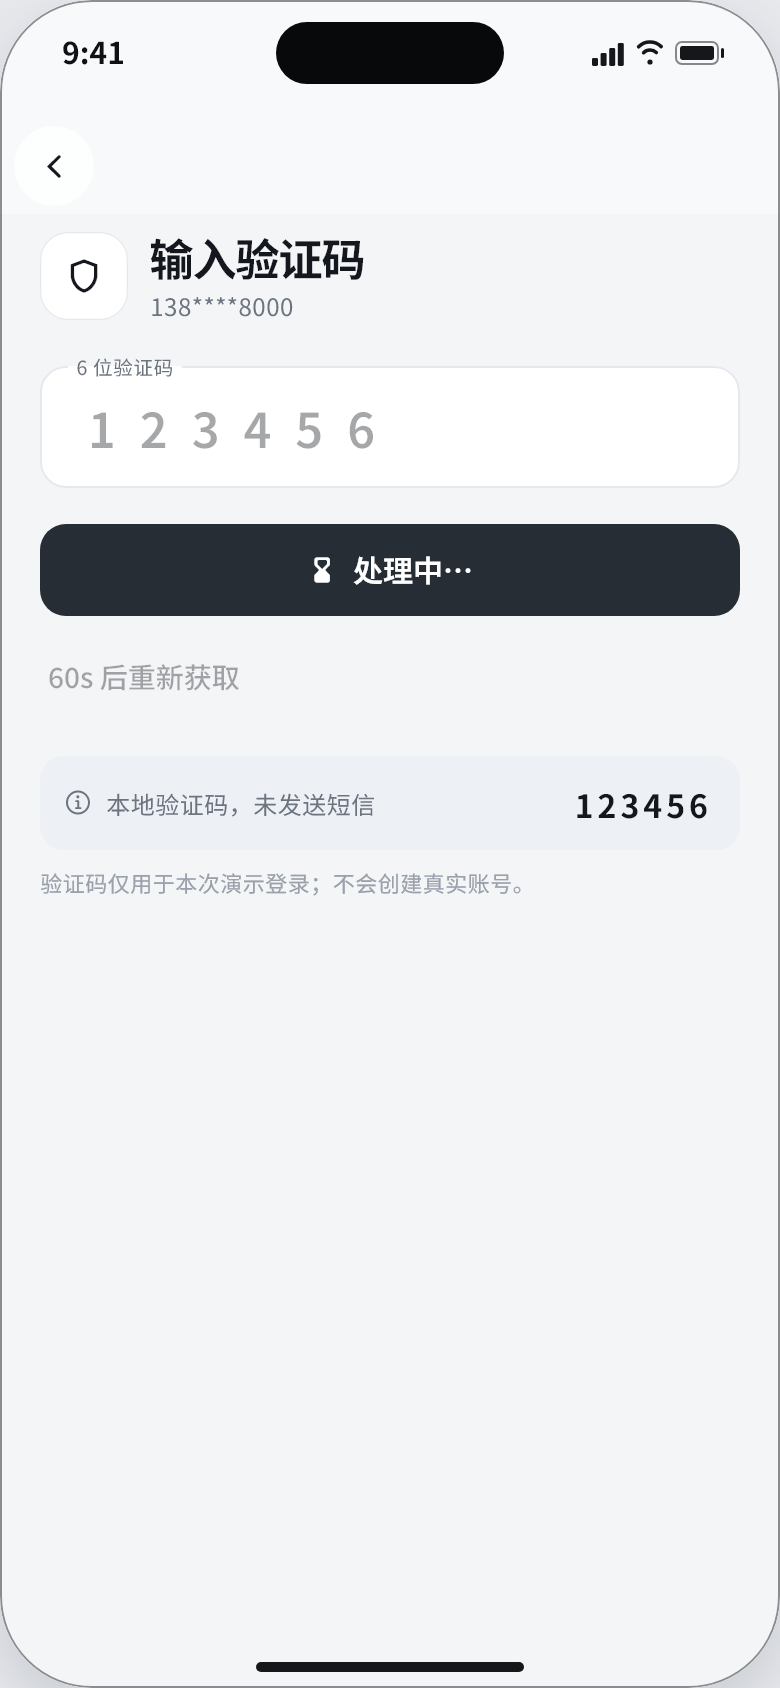 9:41
输入验证码
138****8000
6 位验证码
1 2 3 4 5 6
处理中…
60s 后重新获取
本地验证码，未发送短信 123456
验证码仅用于本次演示登录；不会创建真实账号。